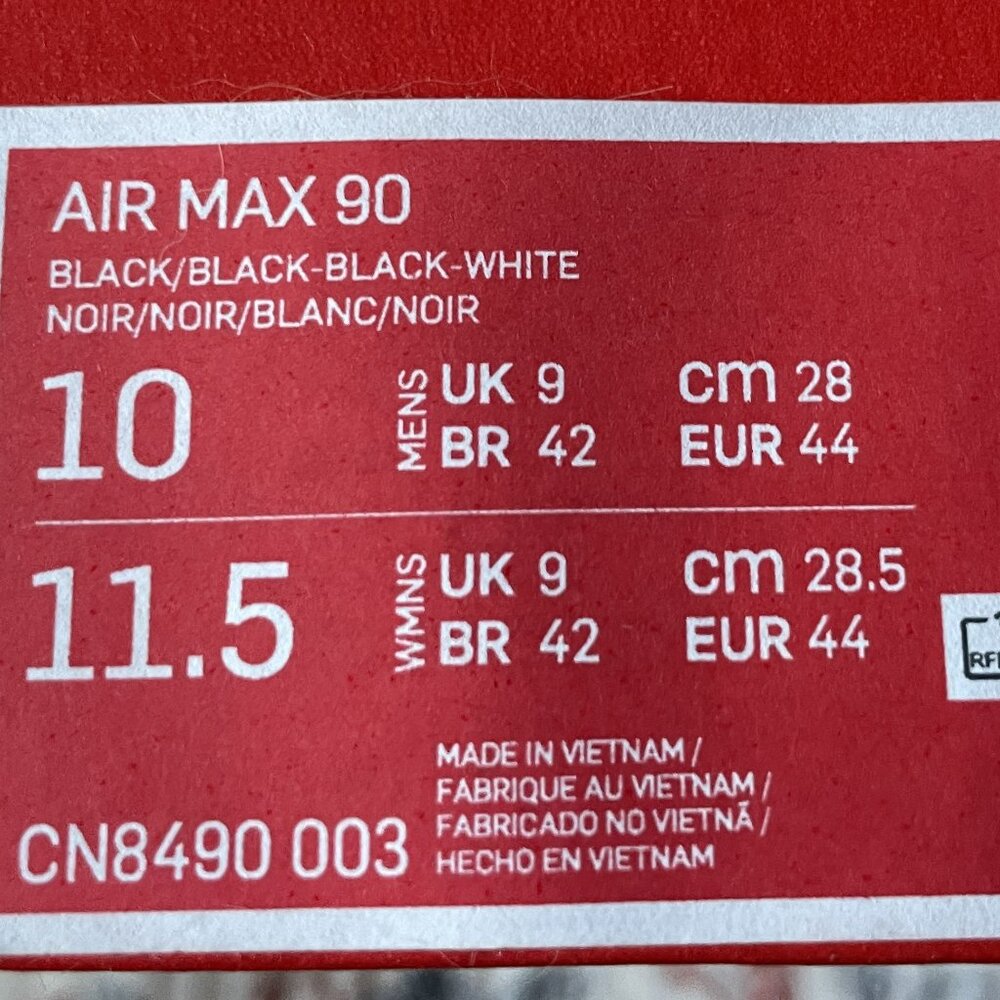 AIR MAX 90
BLACK/BLACK-BLACK-WHITE
NOIR/NOIR/BLANC/NOIR
10 MENS UK 9 cm 28
BR 42 EUR 44
11.5 WMNS UK 9 cm 28.5
BR 42 EUR 44
MADE IN VIETNAM /
FABRIQUE AU VIETNAM /
FABRICADO NO VIETNÃ /
HECHO EN VIETNAM
CN8490 003